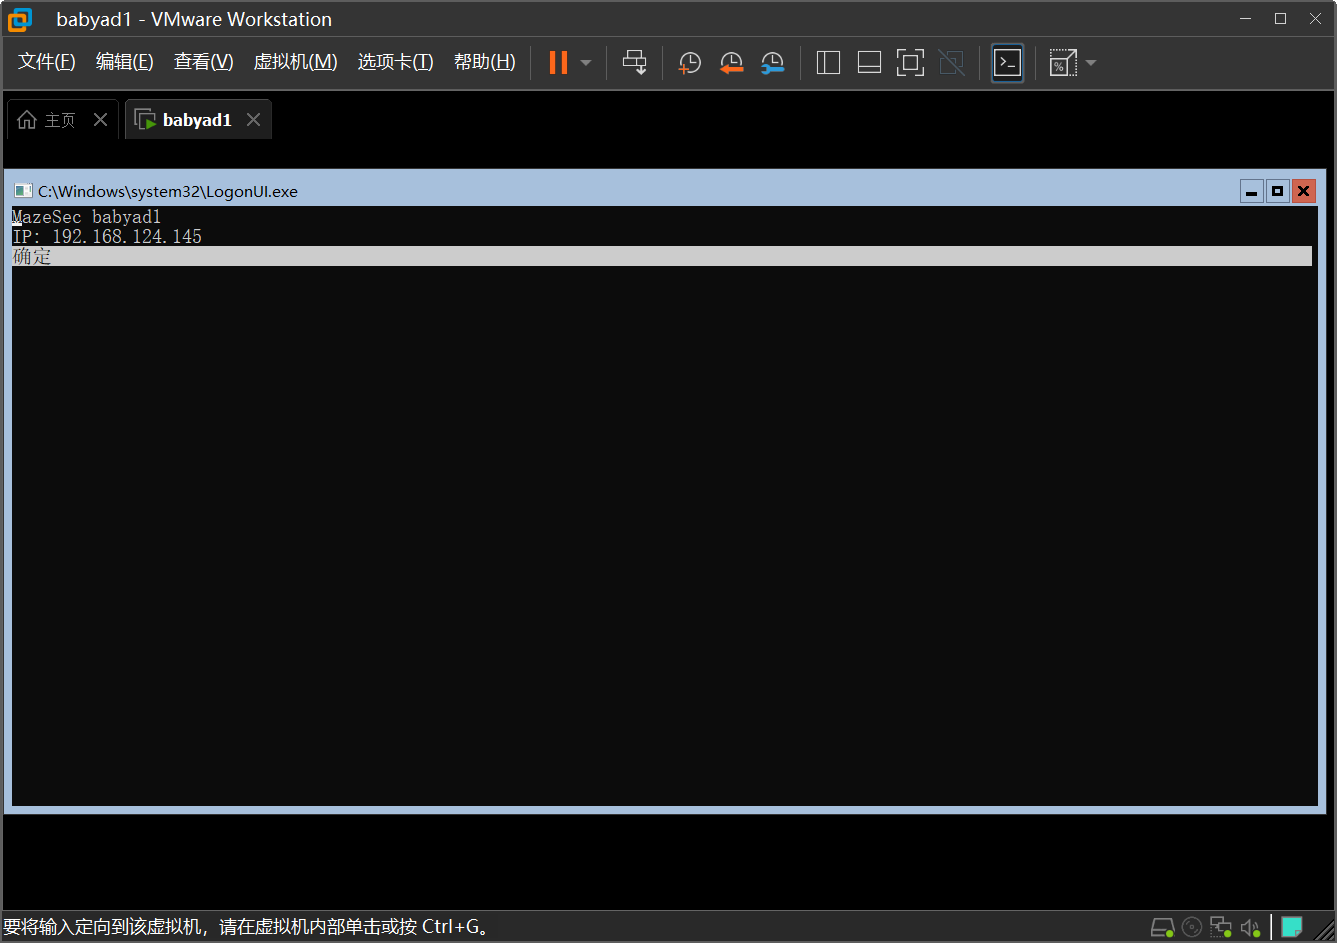 babyad1 - VMware Workstation
文件(F) 编辑(E) 查看(V) 虚拟机(M) 选项卡(T) 帮助(H)
主页 babyad1
C:\Windows\system32\LogonUI.exe
MazeSec babyad1
IP: 192.168.124.145
确定
要将输入定向到该虚拟机，请在虚拟机内部单击或按 Ctrl+G。